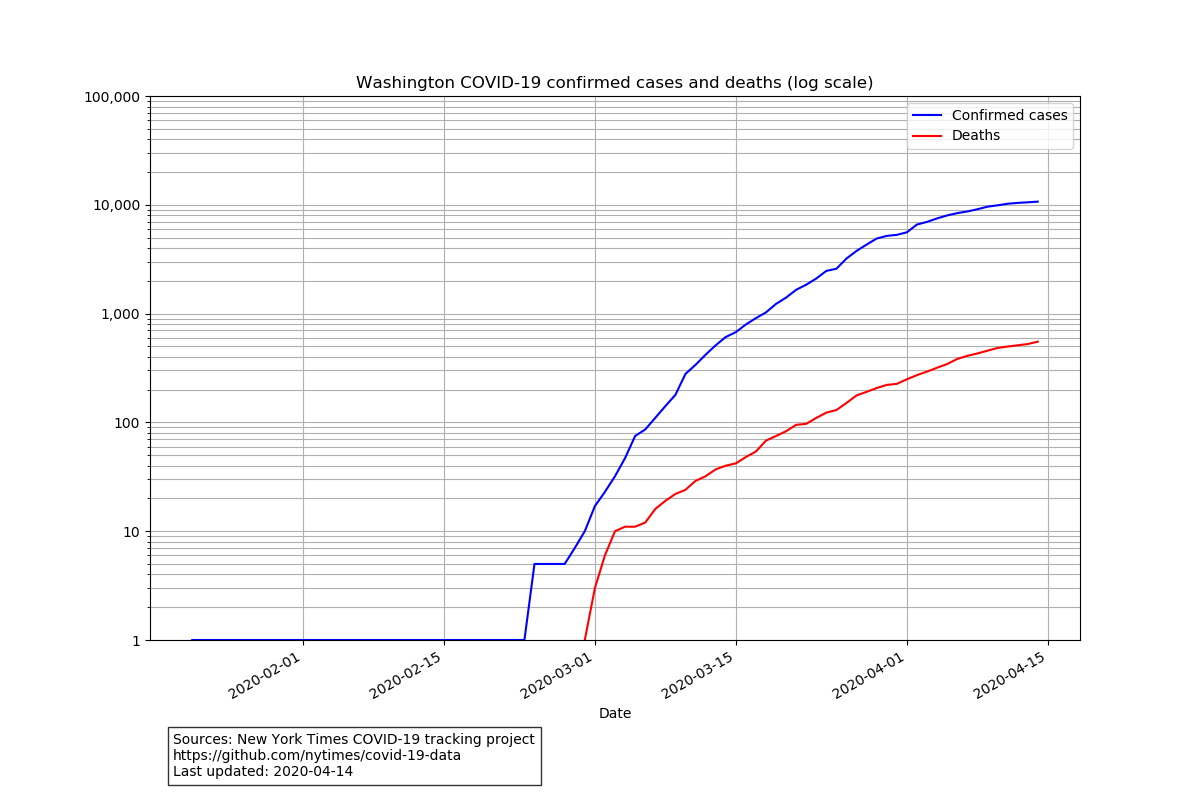 Washington COVID-19 confirmed cases and deaths (log scale)
100,000
10,000
1,000
100
10
1
Confirmed cases
Deaths
2020-02-01
2020-02-15
2020-03-01
2020-03-15
2020-04-01
2020-04-15
Date
Sources: New York Times COVID-19 tracking project
https://github.com/nytimes/covid-19-data
Last updated: 2020-04-14